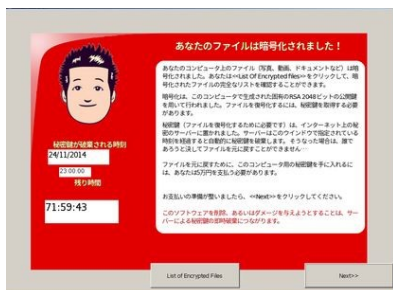 あなたのファイルは暗号化されました！
あなたのコンピュータ上のファイル（写真、動画、ドキュメントなど）は暗
号化されました。あなたは<<List Of Encrypted files>>をクリックして、暗
号化されたファイルの完全なリストを確認することができます。
暗号化は、このコンピュータで生成された固有のRSA 2048ビットの公開鍵
を用いて行われました。ファイルを復号化するには、秘密鍵を取得する必要
があります。
秘密鍵（ファイルを復号化するために必要です）は、インターネット上の秘
密のサーバーに置かれました。サーバーはこのウインドウで指定されている
時刻を経過すると自動的に秘密鍵を破棄します。そうなった場合は、誰で
あろうと決してファイルを元に戻すことができません…
ファイルを元に戻すために、このコンピュータ用の秘密鍵を手に入れるに
は、あなたは5万円を支払う必要があります。
お支払いの準備が整いましたら、<<Next>>をクリックしてください。
このソフトウェアを削除、あるいはダメージを与えようとすることは、サー
バーによる秘密鍵の即時破棄につながります。
秘密鍵が破棄される時刻
24/11/2014
23:00:00
残り時間
71:59:43
List of Encrypted Files
Next>>